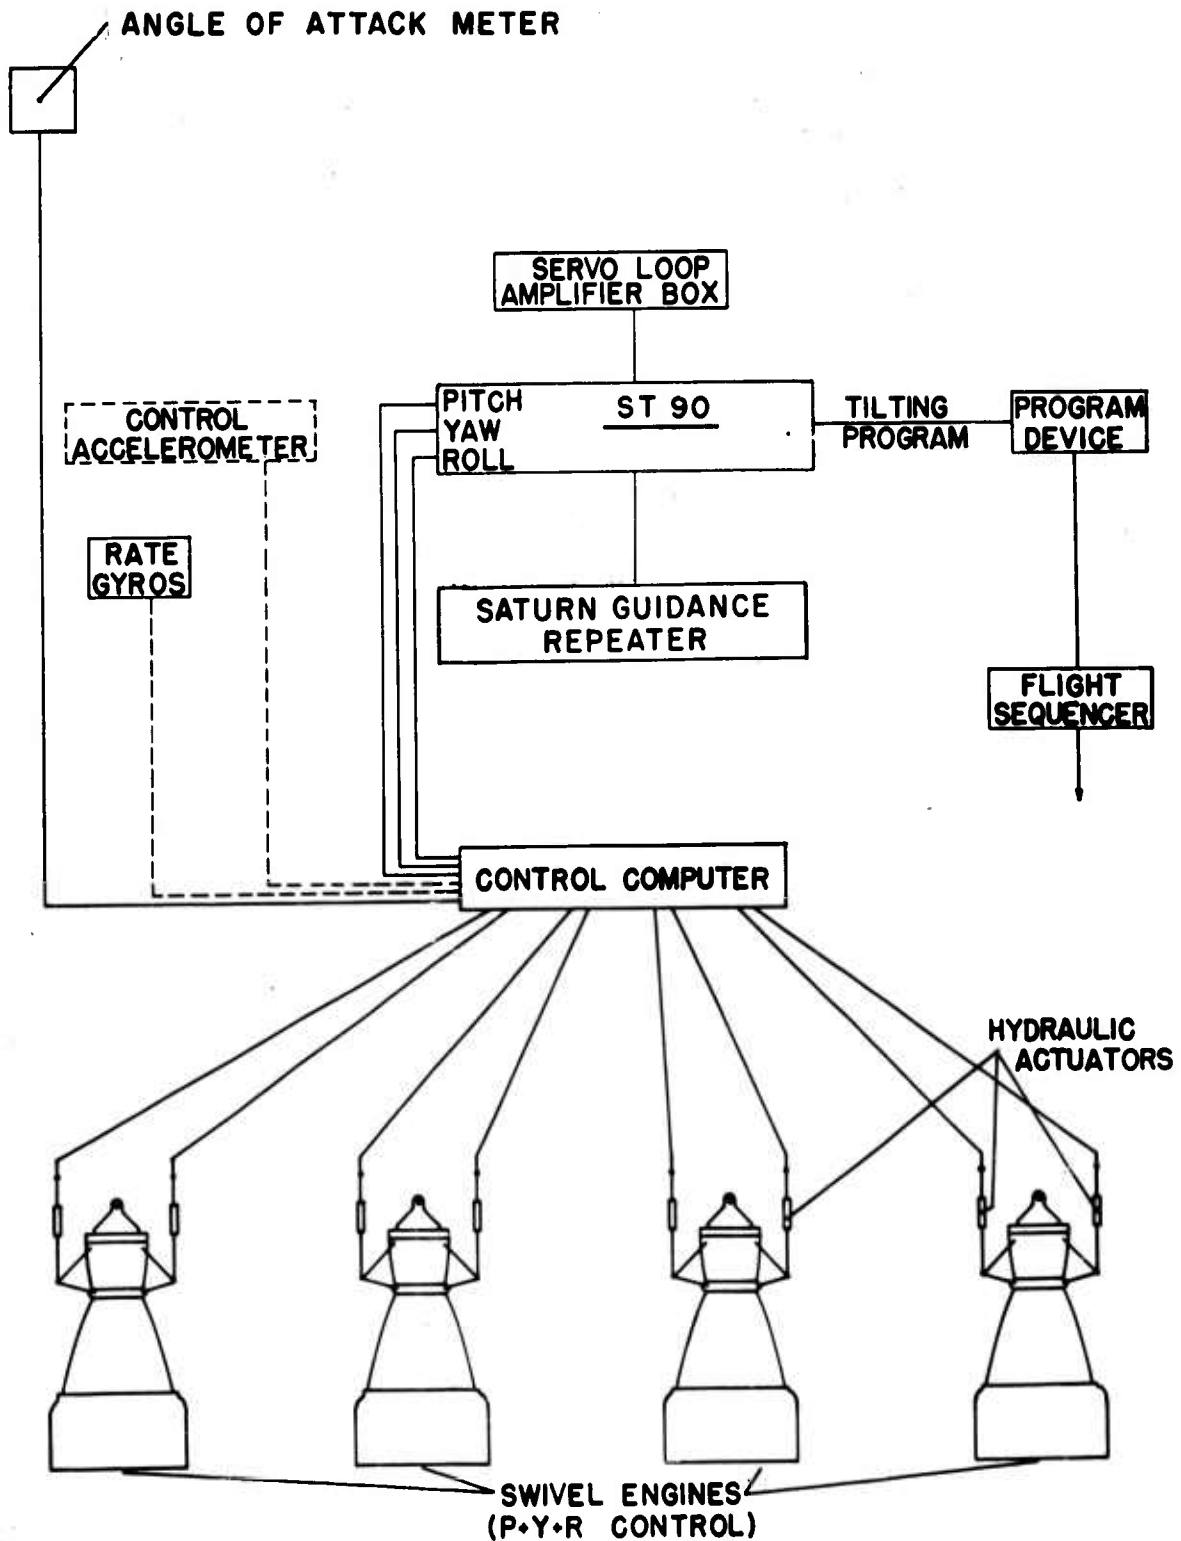 ANGLE OF ATTACK METER
SERVO LOOP
AMPLIFIER BOX
PITCH
YAW
ROLL
ST 90
TILTING
PROGRAM
PROGRAM
DEVICE
CONTROL
ACCELEROMETER
RATE
GYROS
SATURN GUIDANCE
REPEATER
FLIGHT
SEQUENCER
CONTROL COMPUTER
HYDRAULIC
ACTUATORS
SWIVEL ENGINES
(P+Y+R CONTROL)